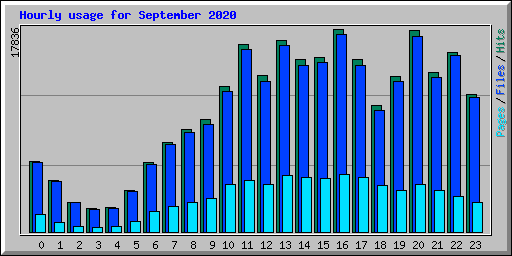 Hourly usage for September 2020
17836
Pages/Files/Hits
0 1 2 3 4 5 6 7 8 9 10 11 12 13 14 15 16 17 18 19 20 21 22 23